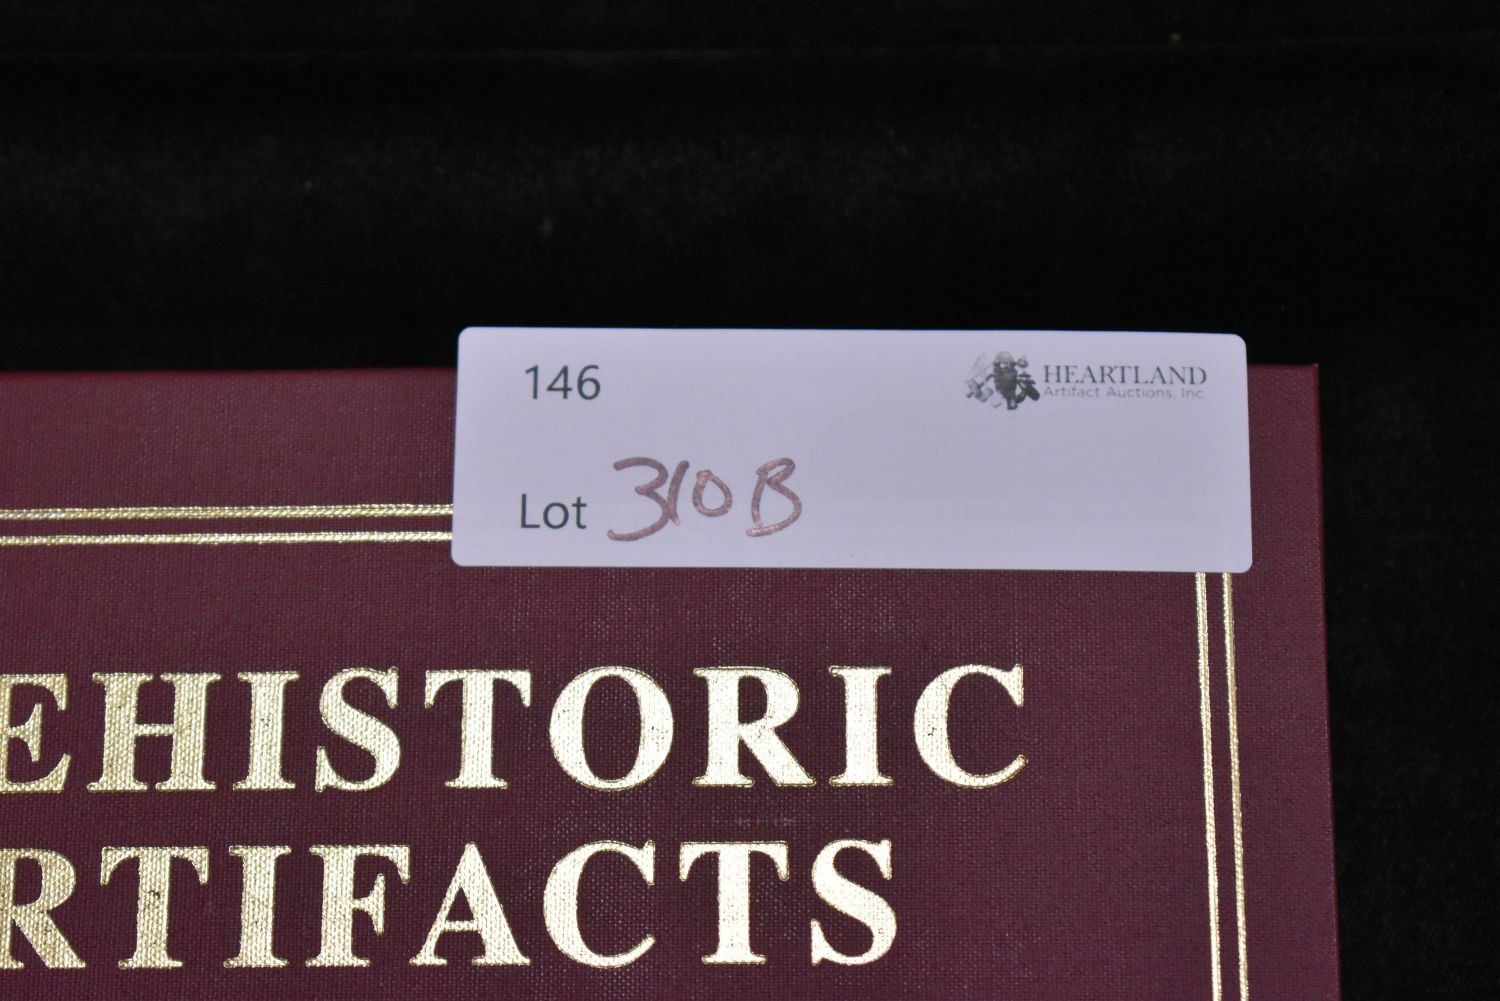 146
HEARTLAND
Artifact Auctions, Inc.
Lot 310B
EHISTORIC
RTIFACTS